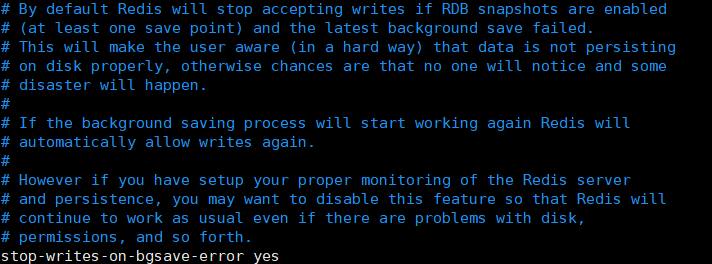 # By default Redis will stop accepting writes if RDB snapshots are enabled
# (at least one save point) and the latest background save failed.
# This will make the user aware (in a hard way) that data is not persisting
# on disk properly, otherwise chances are that no one will notice and some
# disaster will happen.
#
# If the background saving process will start working again Redis will
# automatically allow writes again.
#
# However if you have setup your proper monitoring of the Redis server
# and persistence, you may want to disable this feature so that Redis will
# continue to work as usual even if there are problems with disk,
# permissions, and so forth.
stop-writes-on-bgsave-error yes